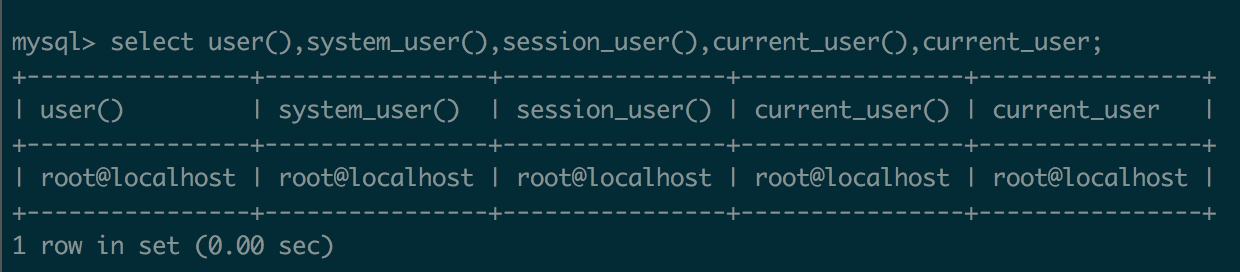 mysql> select user(),system_user(),session_user(),current_user(),current_user;
+----------------+----------------+----------------+----------------+----------------+
| user()         | system_user()  | session_user() | current_user() | current_user   |
+----------------+----------------+----------------+----------------+----------------+
| root@localhost | root@localhost | root@localhost | root@localhost | root@localhost |
+----------------+----------------+----------------+----------------+----------------+
1 row in set (0.00 sec)